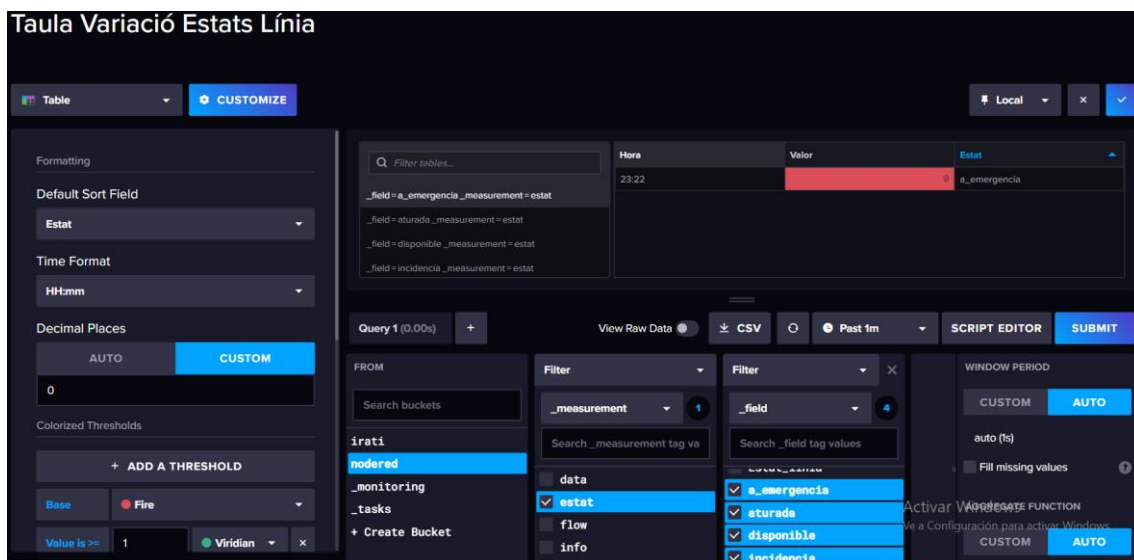 Taula Variació Estats Línia
Table
CUSTOMIZE
Local
Formatting
Default Sort Field
Estat
Time Format
HH:mm
Decimal Places
AUTO
CUSTOM
0
Colorized Thresholds
+ ADD A THRESHOLD
Base
Fire
Value is >=
1
Viridian
Filter tables...
_field=a_emergencia _measurement=estat
_field=aturada _measurement=estat
_field=disponible _measurement=estat
_field=incidencia _measurement=estat
Hora
Valor
Estat
23:22
0
a_emergencia
Query 1 (0.00s)
+
View Raw Data
CSV
Past 1m
SCRIPT EDITOR
SUBMIT
FROM
Search buckets
irati
nodered
_monitoring
_tasks
+ Create Bucket
Filter
_measurement
1
Search _measurement tag va
data
estat
flow
info
Filter
_field
4
Search _field tag values
a_emergencia
aturada
disponible
incidencia
WINDOW PERIOD
CUSTOM
AUTO
auto (1s)
Fill missing values
AGGREGATE FUNCTION
CUSTOM
AUTO
Activar Windows
Ve a Configuración para activar Windows.